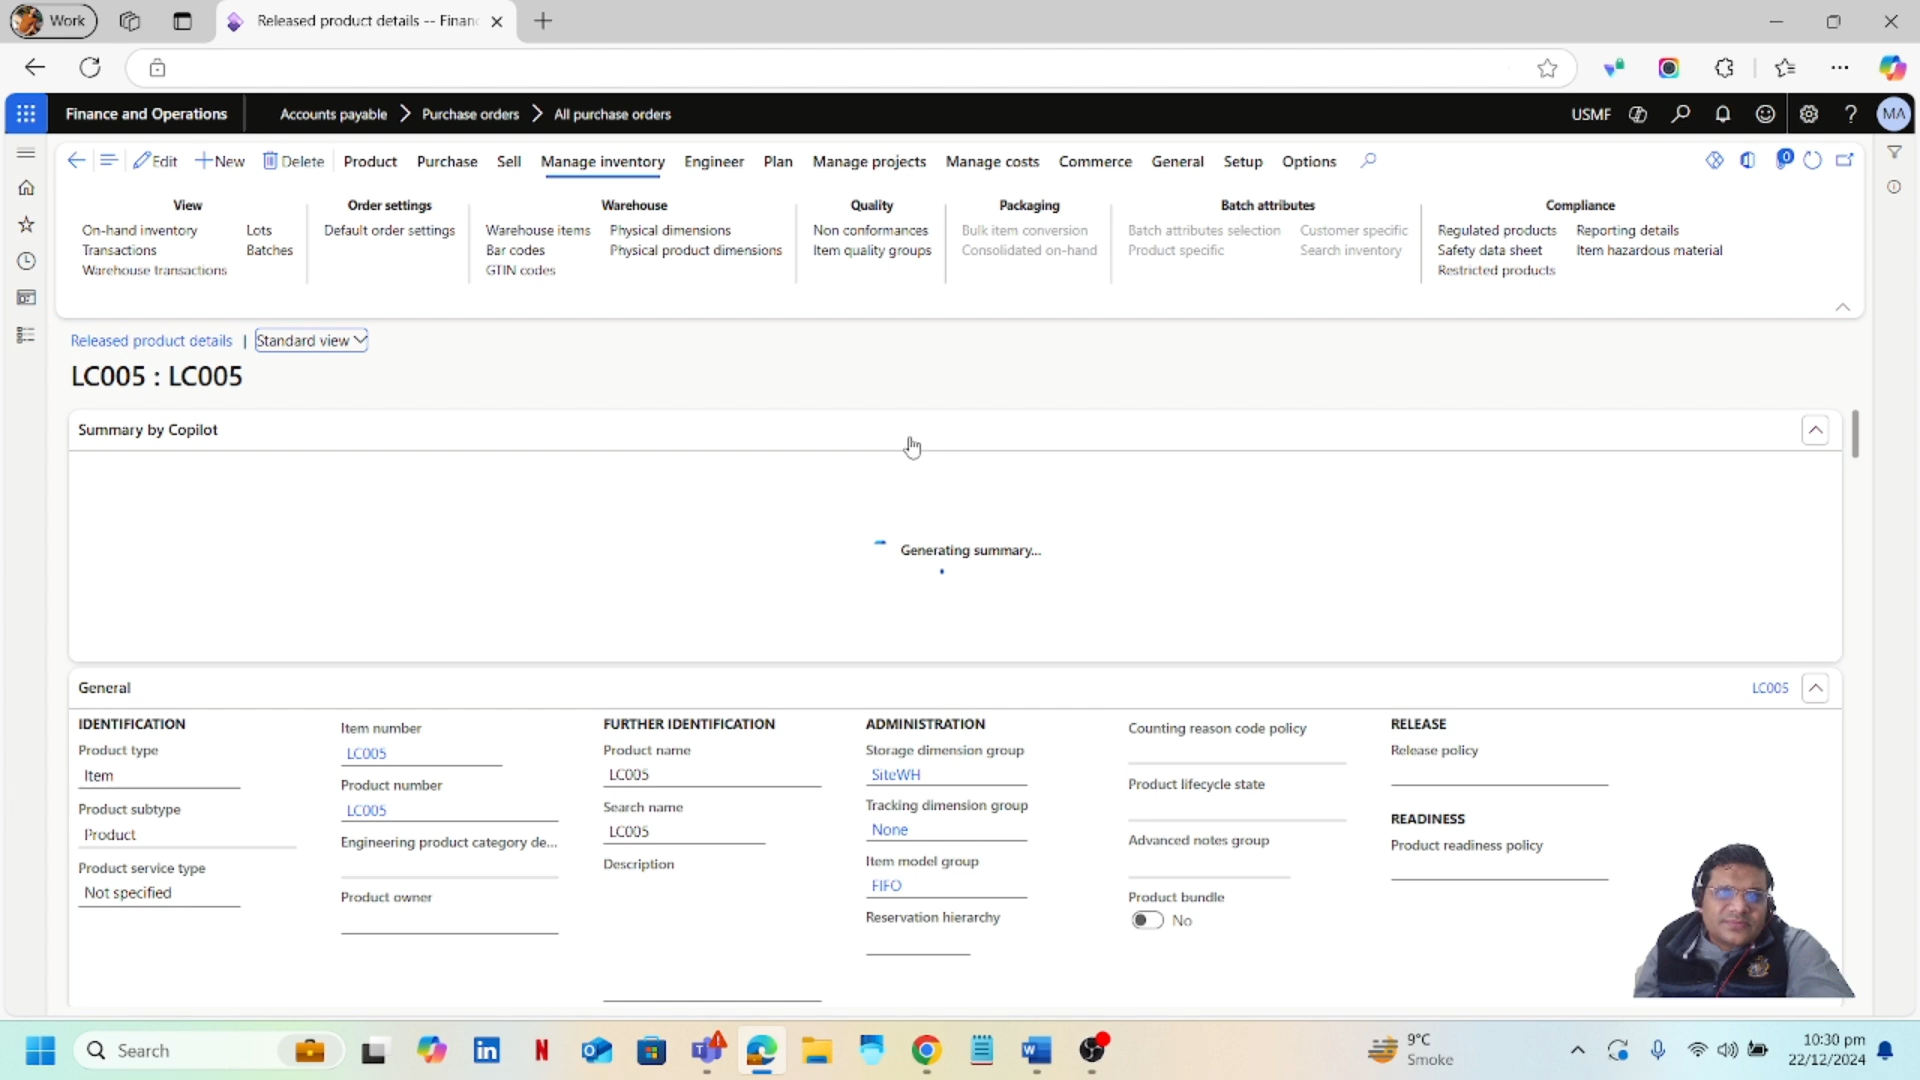 Work
Released product details -- Financ
Finance and Operations
Accounts payable
Purchase orders
All purchase orders
USMF
MA
Edit
New
Delete
Product
Purchase
Sell
Manage inventory
Engineer
Plan
Manage projects
Manage costs
Commerce
General
Setup
Options
0
View
On-hand inventory
Transactions
Warehouse transactions
Lots
Batches
Order settings
Default order settings
Warehouse
Warehouse items
Bar codes
GTIN codes
Physical dimensions
Physical product dimensions
Quality
Non conformances
Item quality groups
Packaging
Bulk item conversion
Consolidated on-hand
Batch attributes
Batch attributes selection
Product specific
Customer specific
Search inventory
Compliance
Regulated products
Safety data sheet
Restricted products
Reporting details
Item hazardous material
Released product details | Standard view
LC005 : LC005
Summary by Copilot
Generating summary...
General
LC005
IDENTIFICATION
Product type
Item
Product subtype
Product
Product service type
Not specified
Item number
LC005
Product number
LC005
Engineering product category de...
Product owner
FURTHER IDENTIFICATION
Product name
LC005
Search name
LC005
Description
ADMINISTRATION
Storage dimension group
SiteWH
Tracking dimension group
None
Item model group
FIFO
Reservation hierarchy
Counting reason code policy
Product lifecycle state
Advanced notes group
Product bundle
No
RELEASE
Release policy
READINESS
Product readiness policy
Search
9°C
Smoke
10:30 pm
22/12/2024